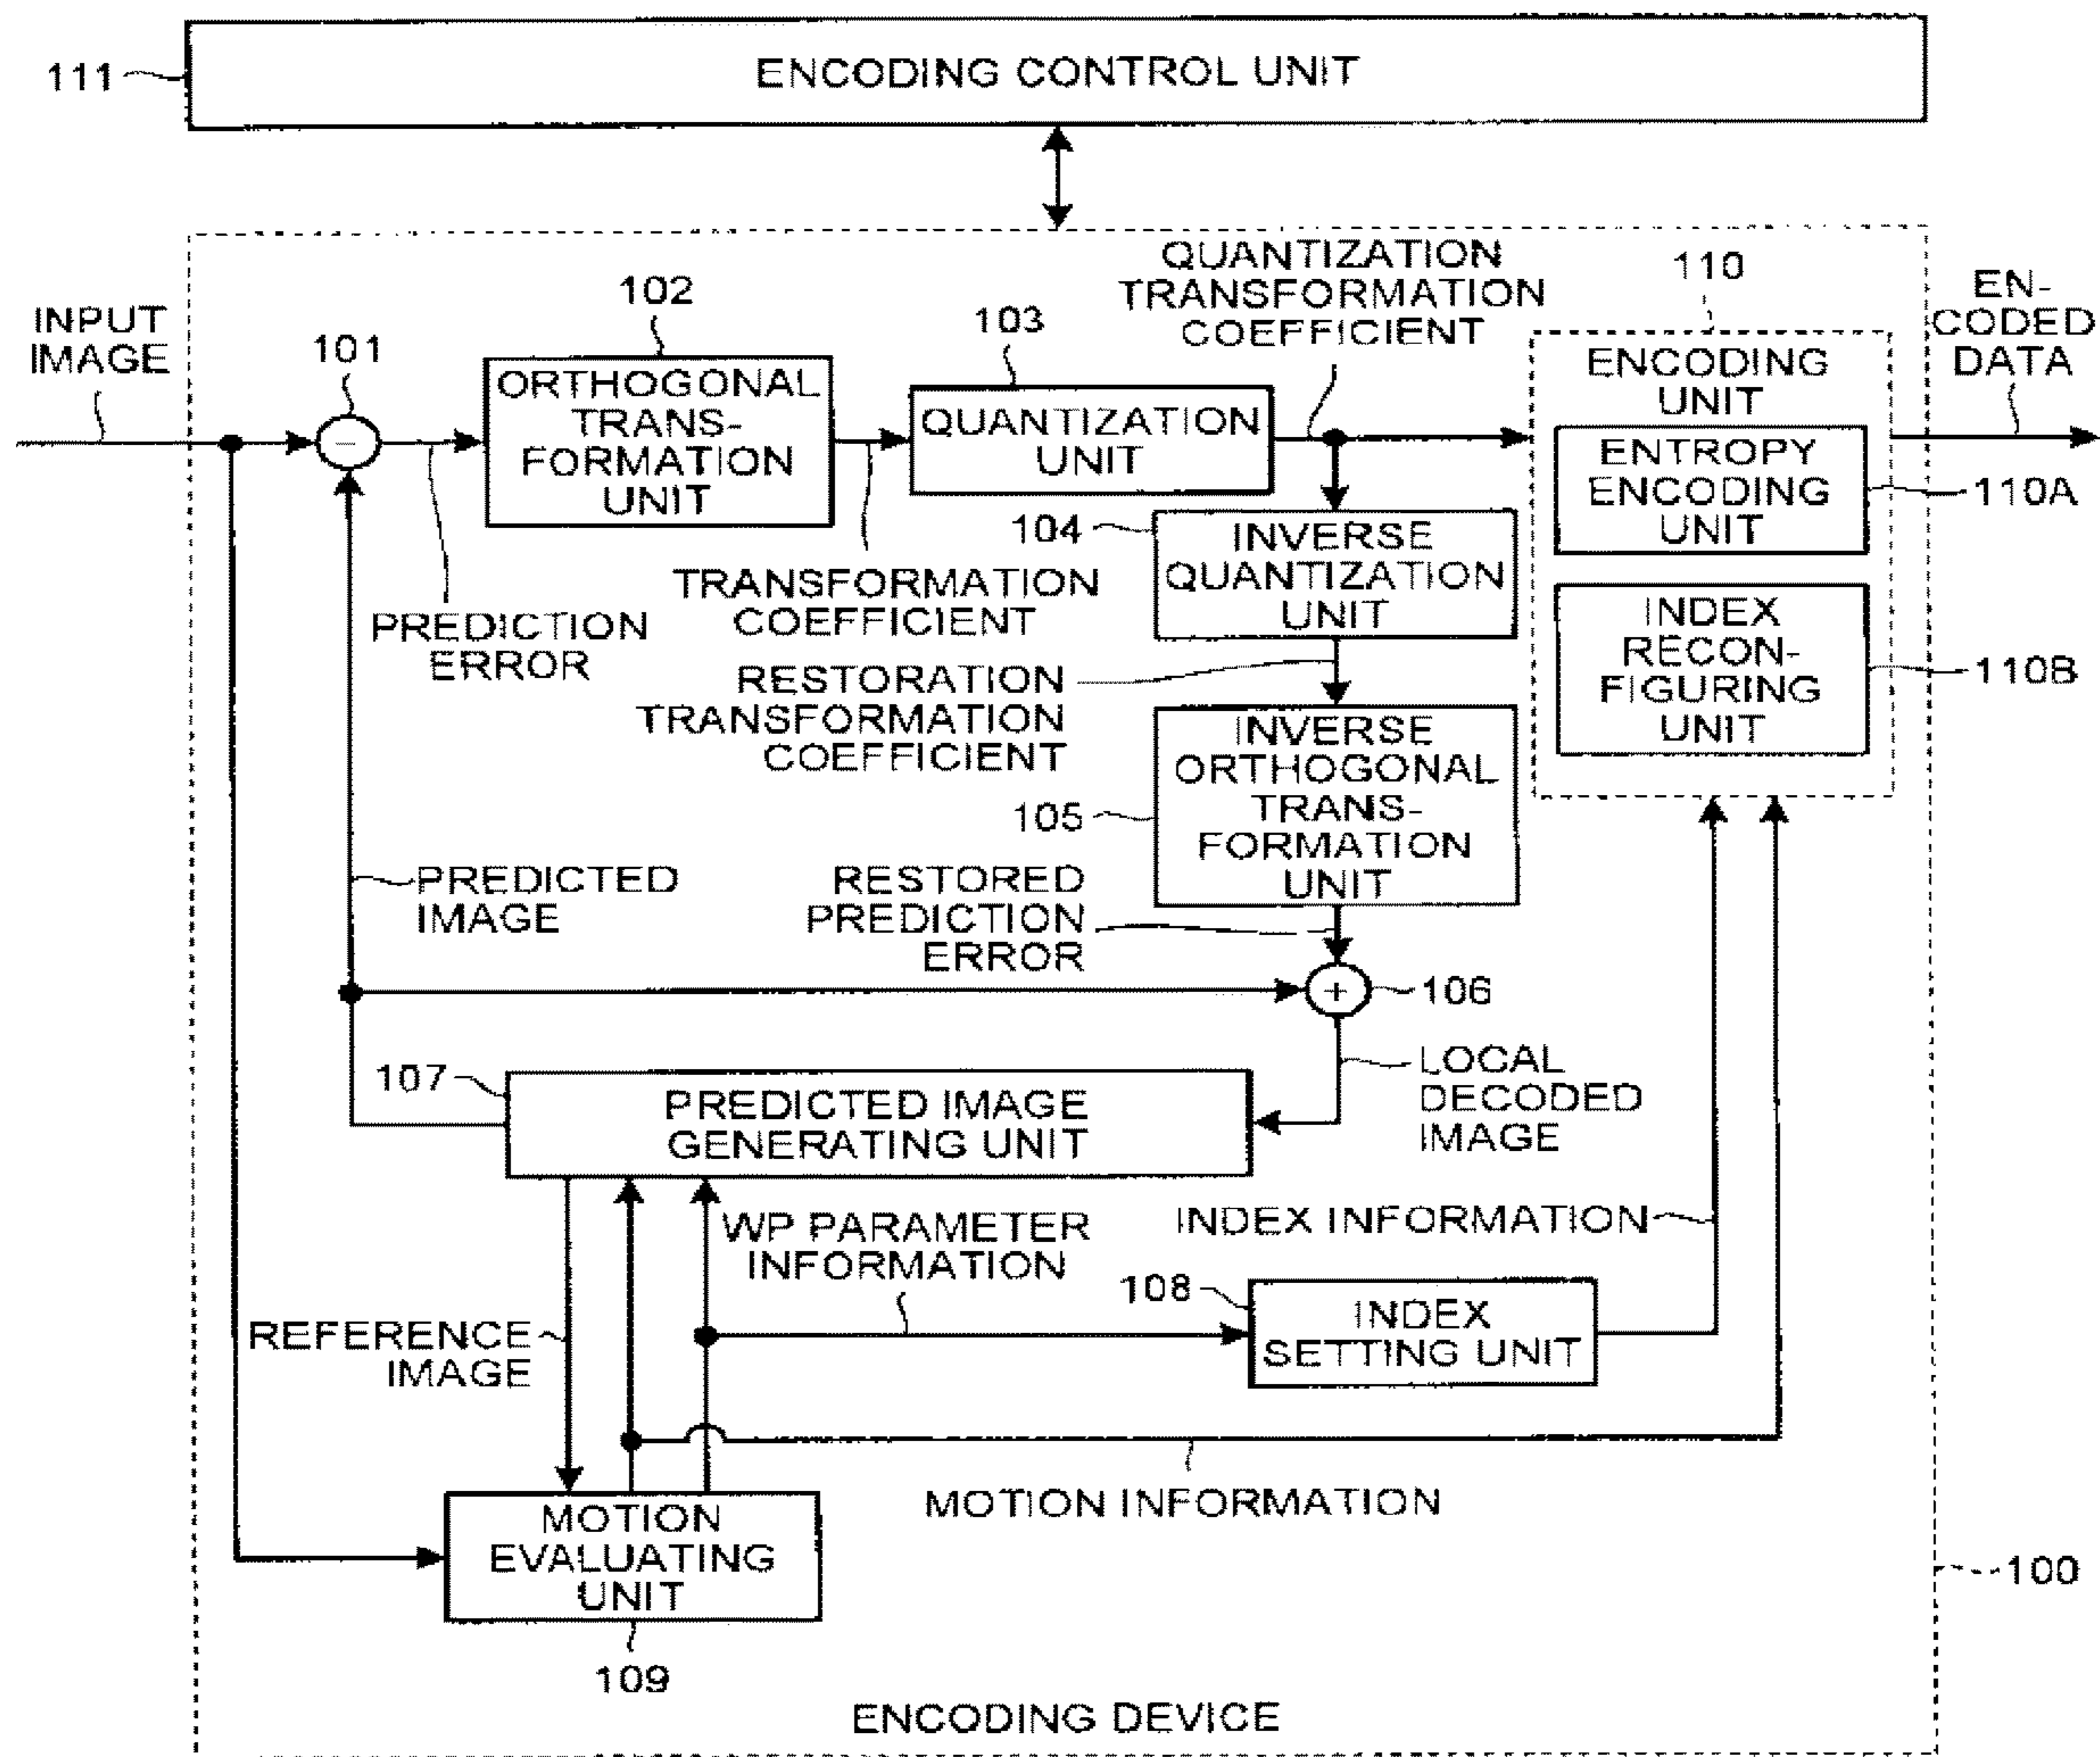 111
ENCODING CONTROL UNIT
INPUT
IMAGE
101
102
ORTHOGONAL
TRANS-
FORMATION
UNIT
103
QUANTIZATION
UNIT
QUANTIZATION
TRANSFORMATION
COEFFICIENT
110
ENCODING
UNIT
EN-
CODED
DATA
ENTROPY
ENCODING
UNIT
110A
INDEX
RECON-
FIGURING
UNIT
110B
-
PREDICTION
ERROR
TRANSFORMATION
COEFFICIENT
104
INVERSE
QUANTIZATION
UNIT
RESTORATION
TRANSFORMATION
COEFFICIENT
105
INVERSE
ORTHOGONAL
TRANS-
FORMATION
UNIT
PREDICTED
IMAGE
RESTORED
PREDICTION
ERROR
+
106
107
PREDICTED IMAGE
GENERATING UNIT
LOCAL
DECODED
IMAGE
WP PARAMETER
INFORMATION
INDEX INFORMATION
108
INDEX
SETTING UNIT
REFERENCE
IMAGE
MOTION INFORMATION
MOTION
EVALUATING
UNIT
109
100
ENCODING DEVICE